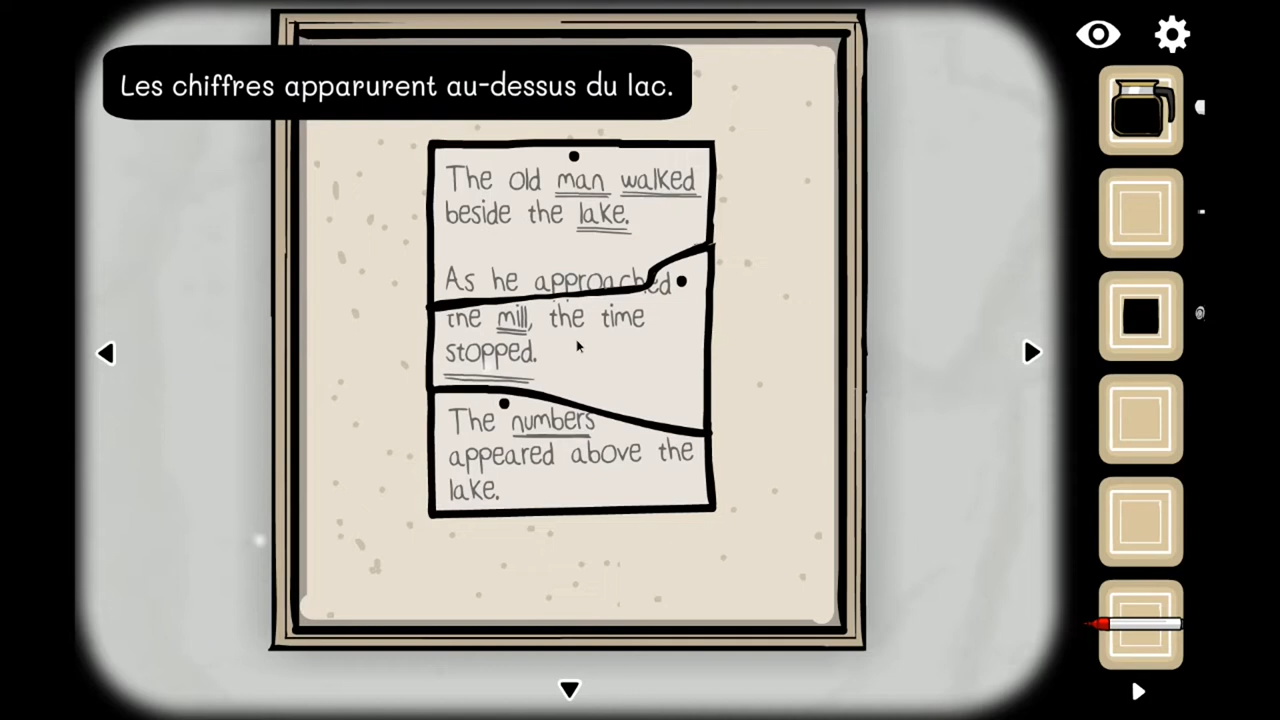 Les chiffres apparurent au-dessus du lac.
The old man walked
beside the lake.
As he approached
the mill, the time
stopped.
The numbers
appeared above the
lake.